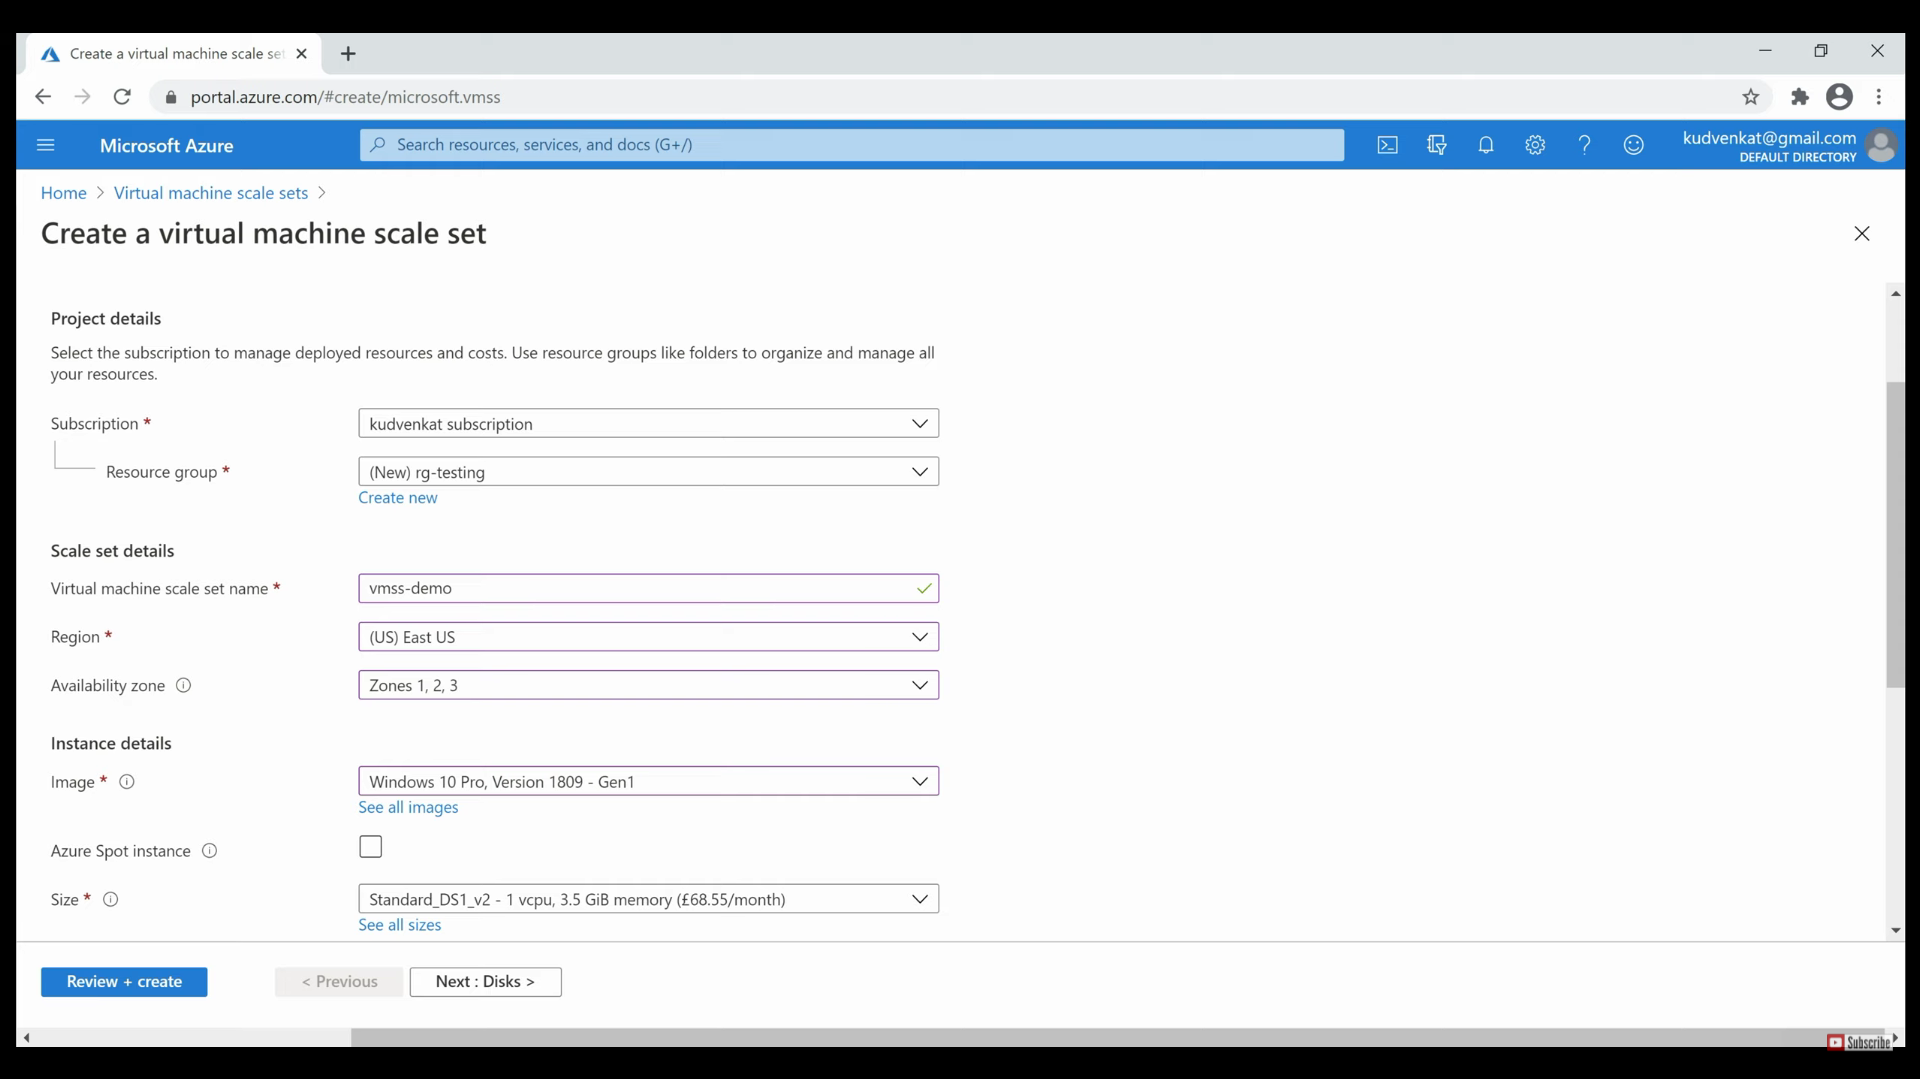 Create a virtual machine scale set
portal.azure.com/#create/microsoft.vmss
Microsoft Azure
Search resources, services, and docs (G+/)
kudvenkat@gmail.com
DEFAULT DIRECTORY
Home > Virtual machine scale sets >
Create a virtual machine scale set
Project details
Select the subscription to manage deployed resources and costs. Use resource groups like folders to organize and manage all
your resources.
Subscription *
kudvenkat subscription
Resource group *
(New) rg-testing
Create new
Scale set details
Virtual machine scale set name *
vmss-demo
Region *
(US) East US
Availability zone
Zones 1, 2, 3
Instance details
Image *
Windows 10 Pro, Version 1809 - Gen1
See all images
Azure Spot instance
Size *
Standard_DS1_v2 - 1 vcpu, 3.5 GiB memory (£68.55/month)
See all sizes
Review + create
< Previous
Next : Disks >
Subscribe